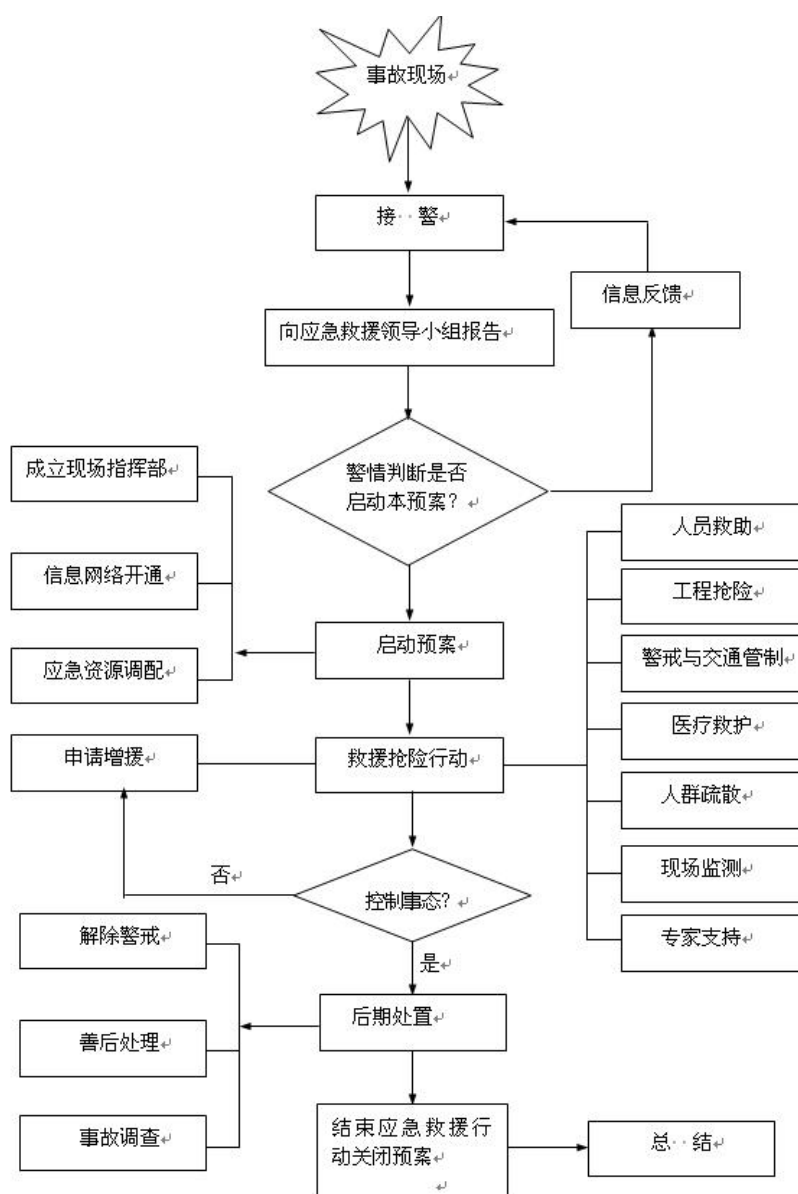 事故现场
接  警
信息反馈
向应急救援领导小组报告
警情判断是否
启动本预案？
成立现场指挥部
信息网络开通
应急资源调配
启动预案
人员救助
工程抢险
警戒与交通管制
医疗救护
人群疏散
现场监测
专家支持
申请增援
救援抢险行动
否
控制事态？
是
解除警戒
善后处理
事故调查
后期处置
结束应急救援行
动关闭预案
总  结